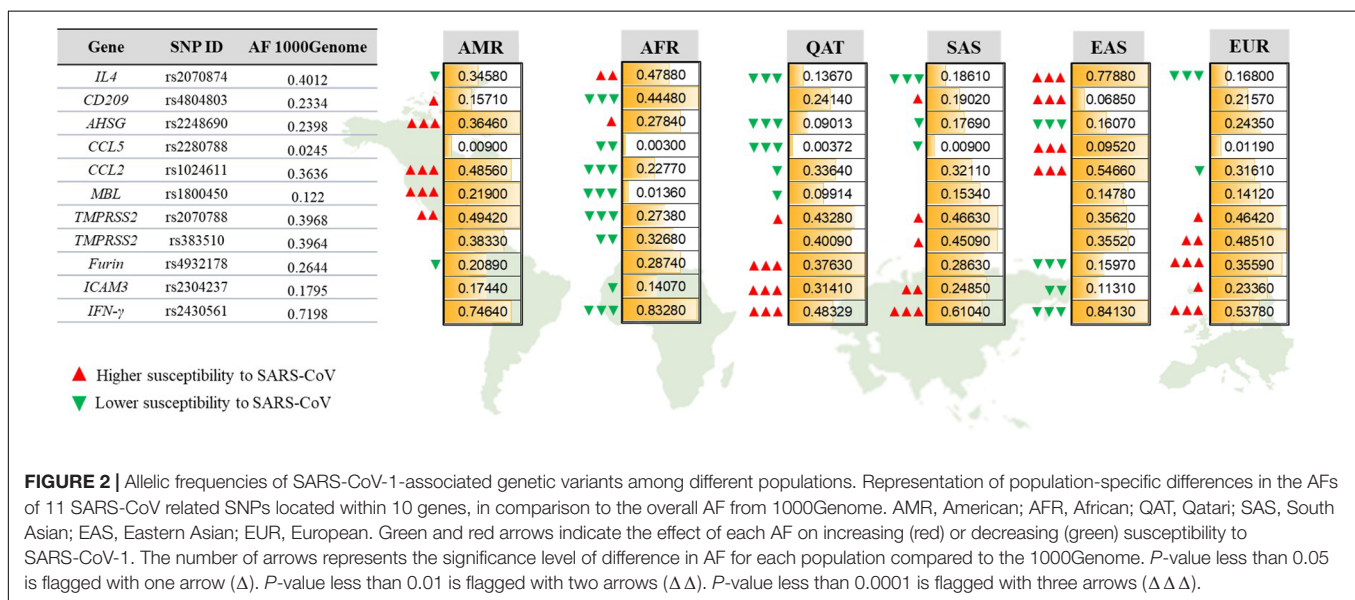 Gene SNP ID AF 1000Genome AMR AFR QAT SAS EAS EUR
IL4 rs2070874 0.4012 ▼ 0.34580 ▲▲ 0.47880 ▼▼▼ 0.13670 ▼▼▼ 0.18610 ▲▲▲ 0.77880 ▼▼▼ 0.16800
CD209 rs4804803 0.2334 ▲ 0.15710 ▼▼▼ 0.44480 0.24140 ▲ 0.19020 ▲▲▲ 0.06850 0.21570
AHSG rs2248690 0.2398 ▲▲▲ 0.36460 ▲ 0.27840 ▼▼▼ 0.09013 ▼ 0.17690 ▼▼▼ 0.16070 0.24350
CCL5 rs2280788 0.0245 0.00900 ▼▼ 0.00300 ▼▼▼ 0.00372 ▼ 0.00900 ▲▲▲ 0.09520 0.01190
CCL2 rs1024611 0.3636 ▲▲▲ 0.48560 ▼▼▼ 0.22770 ▼ 0.33640 0.32110 ▲▲▲ 0.54660 ▼ 0.31610
MBL rs1800450 0.122 ▲▲▲ 0.21900 ▼▼▼ 0.01360 ▼ 0.09914 0.15340 0.14780 0.14120
TMPRSS2 rs2070788 0.3968 ▲▲ 0.49420 ▼▼▼ 0.27380 ▲ 0.43280 ▲ 0.46630 0.35620 ▲ 0.46420
TMPRSS2 rs383510 0.3964 0.38330 ▼▼ 0.32680 0.40090 ▲ 0.45090 0.35520 ▲▲ 0.48510
Furin rs4932178 0.2644 ▼ 0.20890 0.28740 ▲▲▲ 0.37630 0.28630 ▼▼▼ 0.15970 ▲▲▲ 0.35590
ICAM3 rs2304237 0.1795 0.17440 ▼ 0.14070 ▲▲▲ 0.31410 ▲▲ 0.24850 ▼▼ 0.11310 ▲ 0.23360
IFN-γ rs2430561 0.7198 0.74640 ▼▼▼ 0.83280 ▲▲▲ 0.48329 ▲▲▲ 0.61040 ▼▼▼ 0.84130 ▲▲▲ 0.53780
▲ Higher susceptibility to SARS-CoV
▼ Lower susceptibility to SARS-CoV
FIGURE 2 | Allelic frequencies of SARS-CoV-1-associated genetic variants among different populations. Representation of population-specific differences in the AFs
of 11 SARS-CoV related SNPs located within 10 genes, in comparison to the overall AF from 1000Genome. AMR, American; AFR, African; QAT, Qatari; SAS, South
Asian; EAS, Eastern Asian; EUR, European. Green and red arrows indicate the effect of each AF on increasing (red) or decreasing (green) susceptibility to
SARS-CoV-1. The number of arrows represents the significance level of difference in AF for each population compared to the 1000Genome. P-value less than 0.05
is flagged with one arrow (Δ). P-value less than 0.01 is flagged with two arrows (ΔΔ). P-value less than 0.0001 is flagged with three arrows (ΔΔΔ).